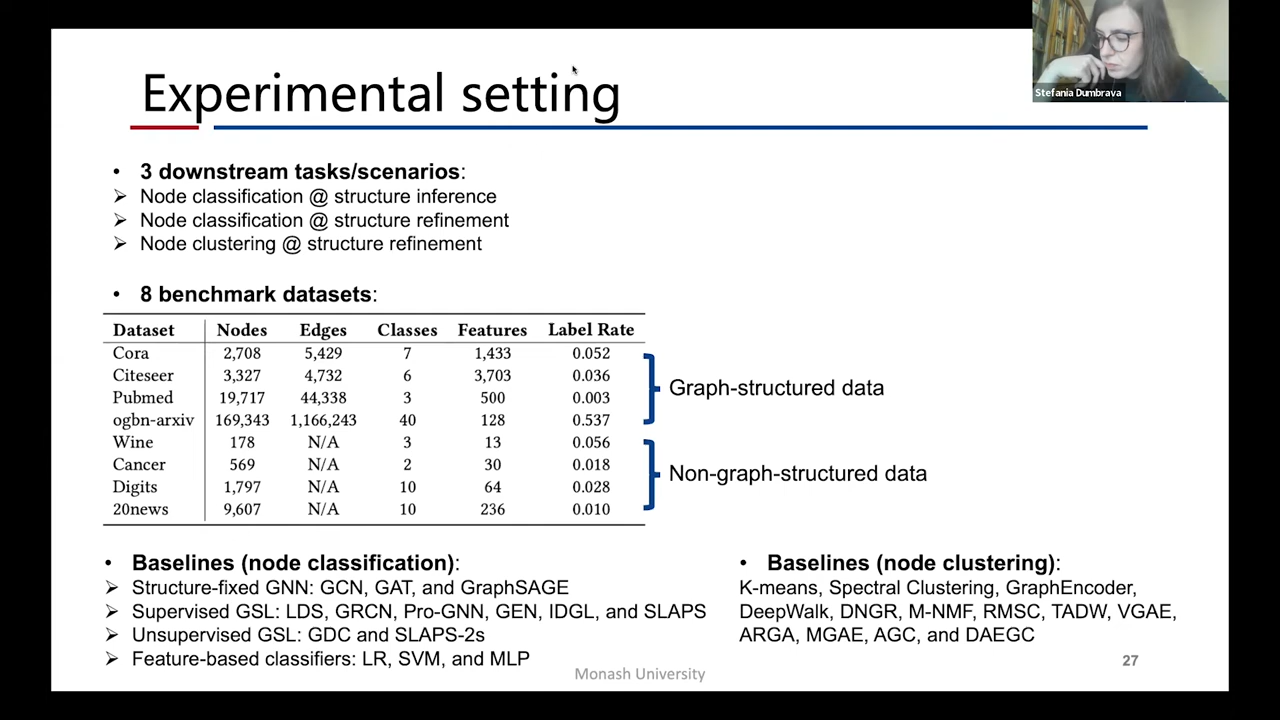 Experimental setting
Stefania Dumbrava
• 3 downstream tasks/scenarios:
➢ Node classification @ structure inference
➢ Node classification @ structure refinement
➢ Node clustering @ structure refinement
• 8 benchmark datasets:
Dataset Nodes Edges Classes Features Label Rate
Cora 2,708 5,429 7 1,433 0.052
Citeseer 3,327 4,732 6 3,703 0.036
Pubmed 19,717 44,338 3 500 0.003
ogbn-arxiv 169,343 1,166,243 40 128 0.537
Wine 178 N/A 3 13 0.056
Cancer 569 N/A 2 30 0.018
Digits 1,797 N/A 10 64 0.028
20news 9,607 N/A 10 236 0.010
Graph-structured data
Non-graph-structured data
• Baselines (node classification):
➢ Structure-fixed GNN: GCN, GAT, and GraphSAGE
➢ Supervised GSL: LDS, GRCN, Pro-GNN, GEN, IDGL, and SLAPS
➢ Unsupervised GSL: GDC and SLAPS-2s
➢ Feature-based classifiers: LR, SVM, and MLP
• Baselines (node clustering):
K-means, Spectral Clustering, GraphEncoder,
DeepWalk, DNGR, M-NMF, RMSC, TADW, VGAE,
ARGA, MGAE, AGC, and DAEGC
Monash University
27